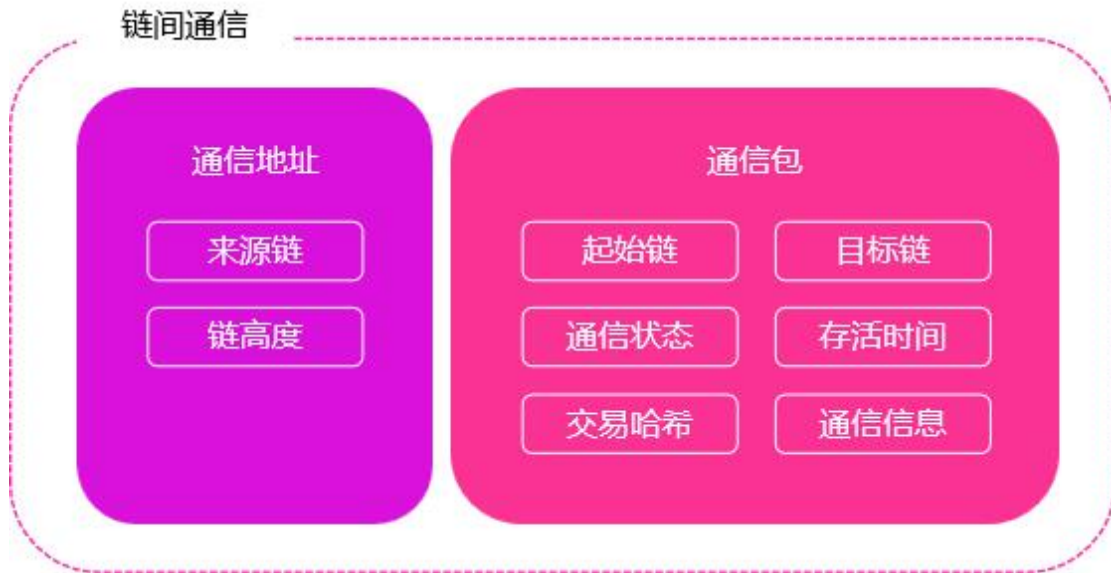 链间通信
通信地址
来源链
链高度
通信包
起始链
目标链
通信状态
存活时间
交易哈希
通信信息